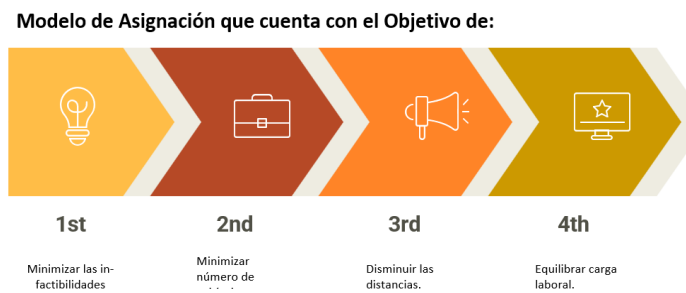 Modelo de Asignación que cuenta con el Objetivo de:
1st
2nd
3rd
4th
Minimizar las in-
factibilidades
Minimizar
número de
Disminuir las
distancias.
Equilibrar carga
laboral.